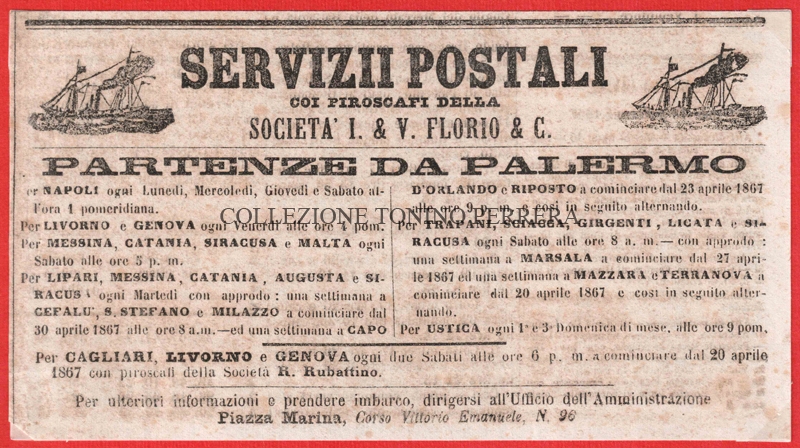 SERVIZII POSTALI
COI PIROSCAFI DELLA
SOCIETA' I. & V. FLORIO & C.
PARTENZE DA PALERMO
er NAPOLI ogni Lunedì, Mercoledì, Giovedì e Sabato al-
l'ora 1 pomeridiana.
Per LIVORNO e GENOVA ogni Venerdì alle ore 4 pom.
Per MESSINA, CATANIA, SIRACUSA e MALTA ogni
Sabato alle ore 5 p. m.
Per LIPARI, MESSINA, CATANIA, AUGUSTA e SI-
RACUS ogni Martedì con approdo : una settimana a
CEFALU', S. STEFANO e MILAZZO a cominciare dal
30 aprile 1867 alle ore 8 a. m.—ed una settimana a CAPO
D'ORLANDO e RIPOSTO a cominciare dal 23 aprile 1867
alle ore 9 p. m. e così in seguito alternando.
Per TRAPANI, SCIACCA, GIRGENTI, LICATA e SI-
RACUSA ogni Sabato alle ore 8 a. m.—con approdo :
una settimana a MARSALA a cominciare dal 27 apri-
le 1867 ed una settimana a MAZZARA e TERRANOVA a
cominciare dal 20 aprile 1867 e così in seguito alter-
nando.
Per USTICA ogni 1ª e 3ª Domenica di mese, alle ore 9 pom.
COLLEZIONE TONINO PERRERA
Per CAGLIARI, LIVORNO e GENOVA ogni due Sabati alle ore 6 p. m. a cominciare dal 20 aprile
1867 con piroscafi della Società R. Rubattino.
Per ulteriori informazioni e prendere imbarco, dirigersi all'Ufficio dell'Amministrazione
Piazza Marina, Corso Vittorio Emanuele, N. 96